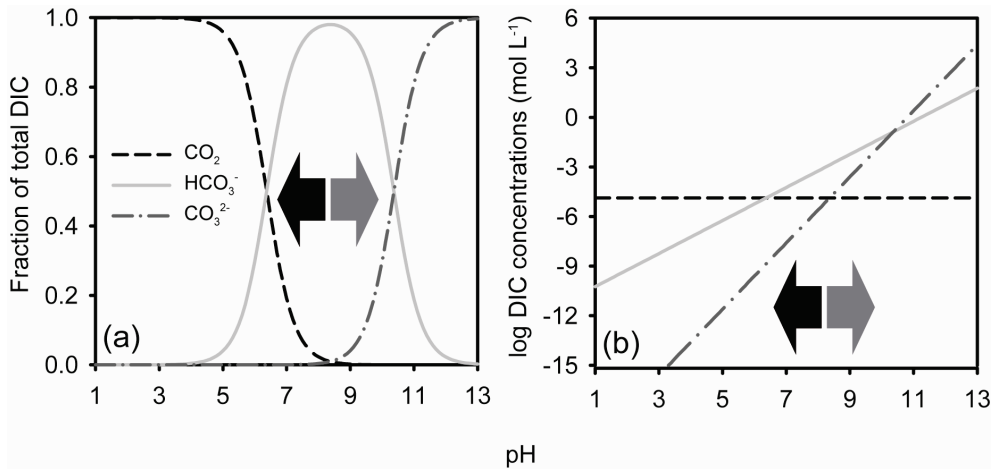 Fraction of total DIC
1.0
0.8
0.6
0.4
0.2
0.0
CO₂
HCO₃⁻
CO₃²⁻
(a)
1 3 5 7 9 11 13
log DIC concentrations (mol L⁻¹)
6
3
0
-3
-6
-9
-12
-15
(b)
1 3 5 7 9 11 13
pH